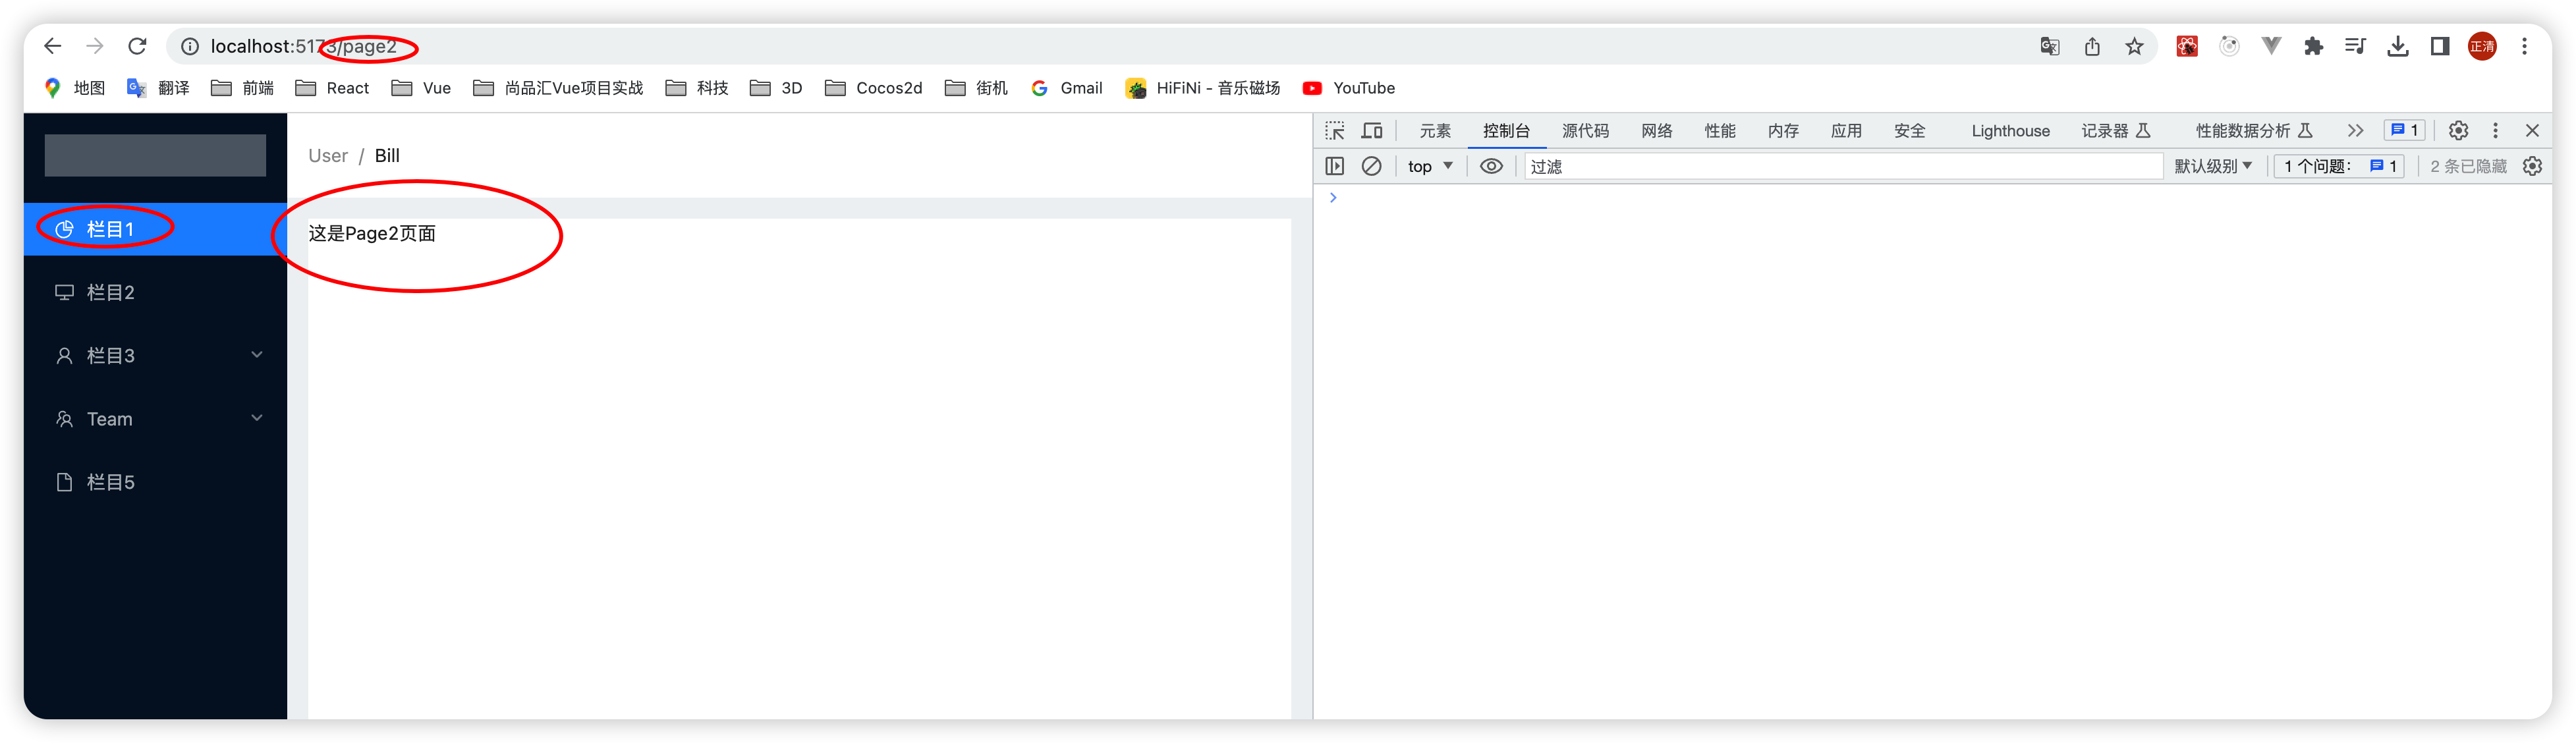 localhost:5173/page2
正清
地图 翻译 前端 React Vue 尚品汇Vue项目实战 科技 3D Cocos2d 街机 Gmail HiFiNi - 音乐磁场 YouTube
元素 控制台 源代码 网络 性能 内存 应用 安全 Lighthouse 记录器 性能数据分析 1
top 过滤 默认级别 1 个问题： 1 2 条已隐藏
User / Bill
栏目1
这是Page2页面
栏目2
栏目3
Team
栏目5